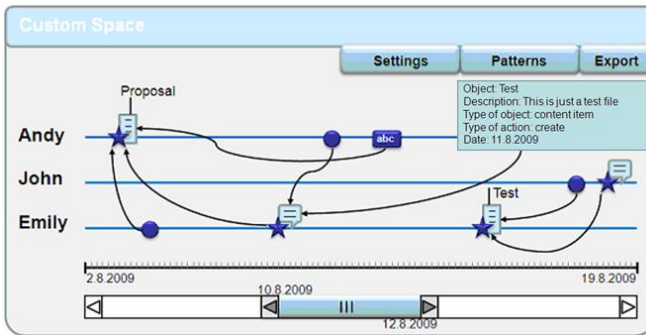 Custom Space
Settings
Patterns
Export
Object: Test
Description: This is just a test file
Type of object: content item
Type of action: create
Date: 11.8.2009
Proposal
Andy
abc
John
Test
Emily
2.8.2009
19.8.2009
10.8.2009
12.8.2009